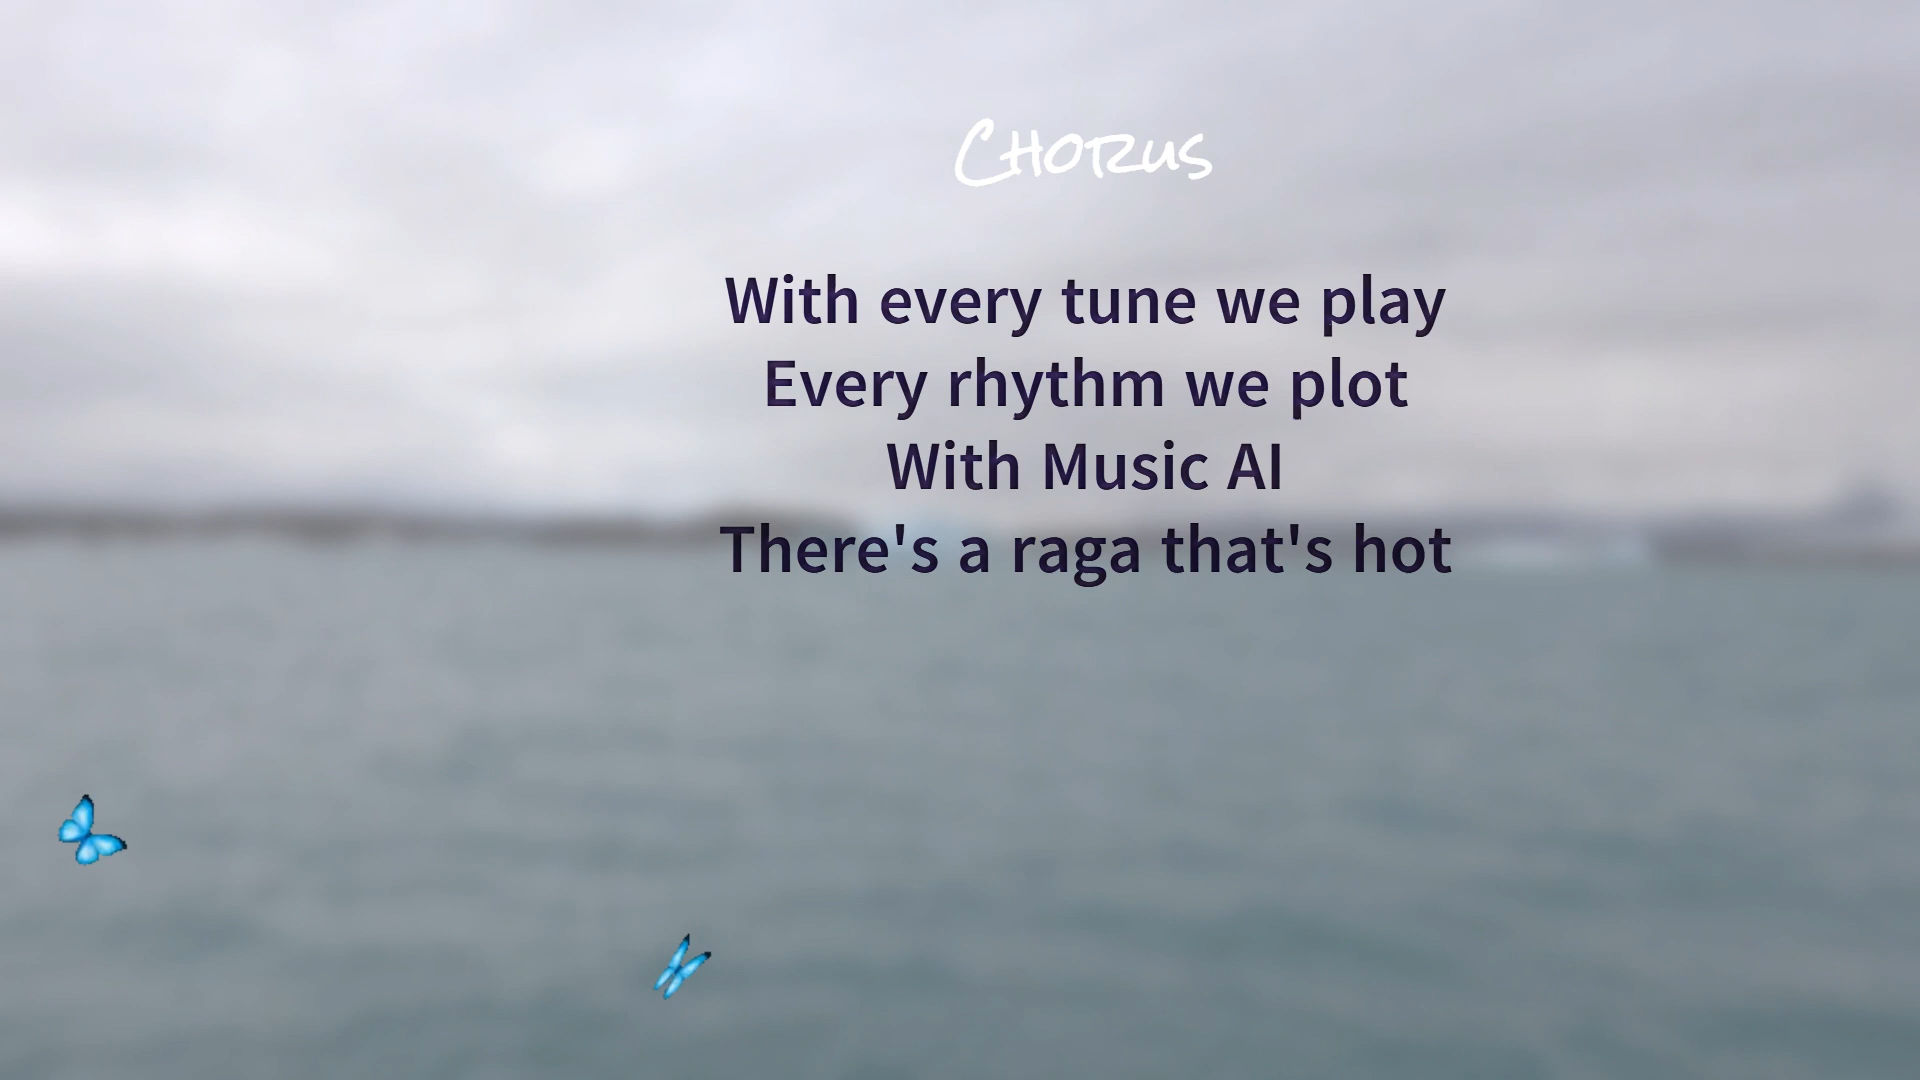 Chorus
With every tune we play
Every rhythm we plot
With Music AI
There's a raga that's hot